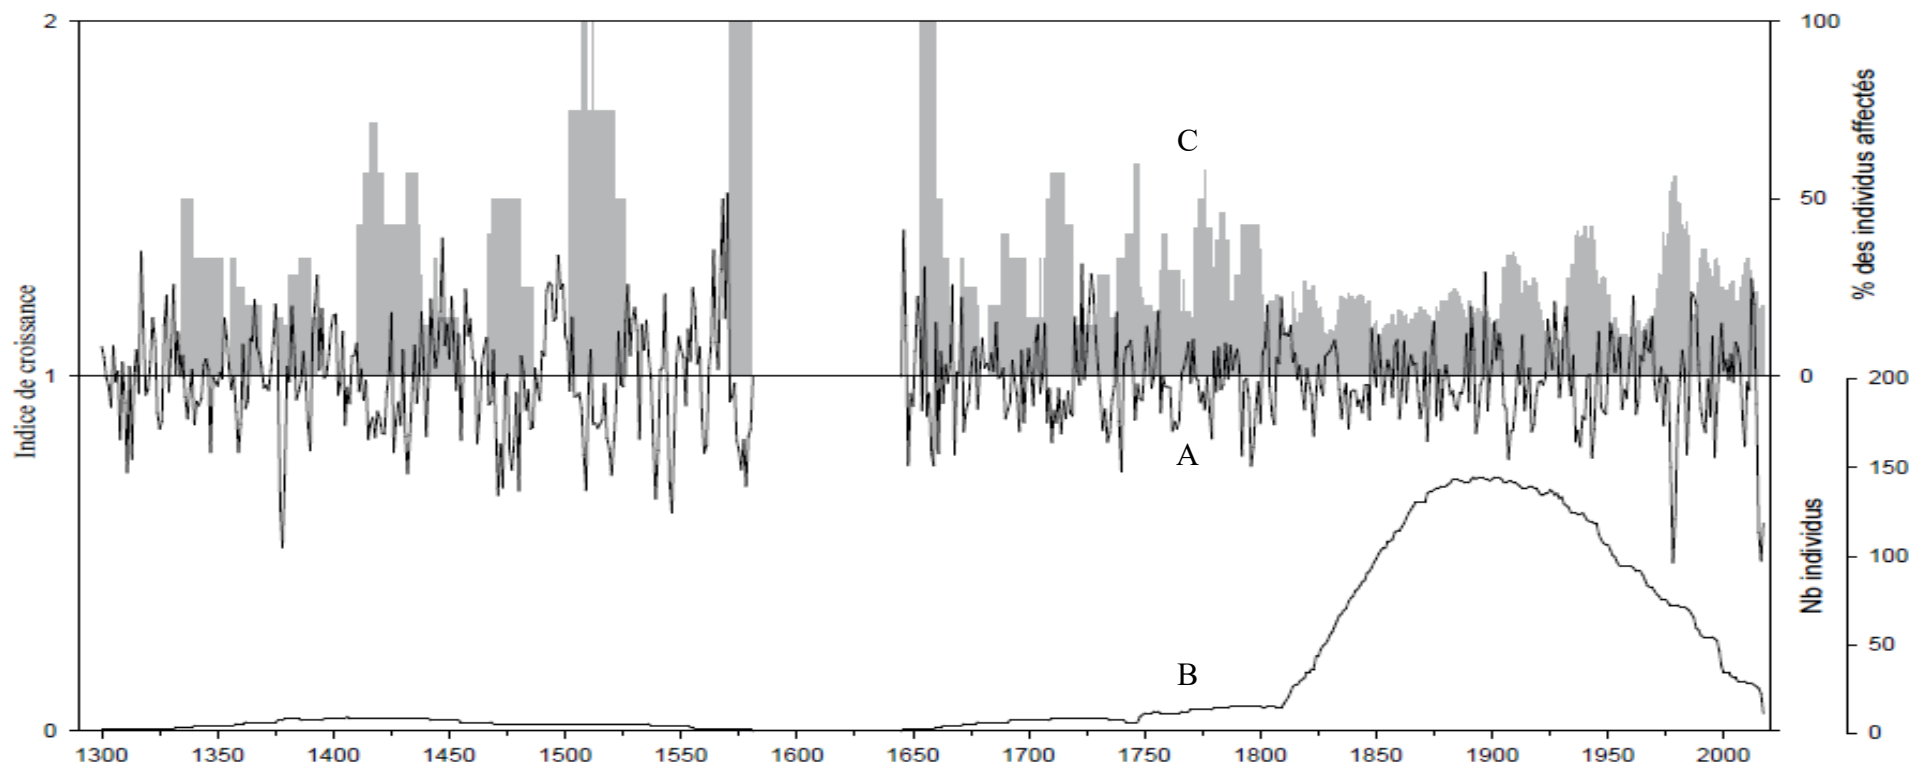 2
100
C
50
% des individus affectés
Indice de croissance
1
0
200
A
150
Nb individus
100
B
50
0
0
1300 1350 1400 1450 1500 1550 1600 1650 1700 1750 1800 1850 1900 1950 2000